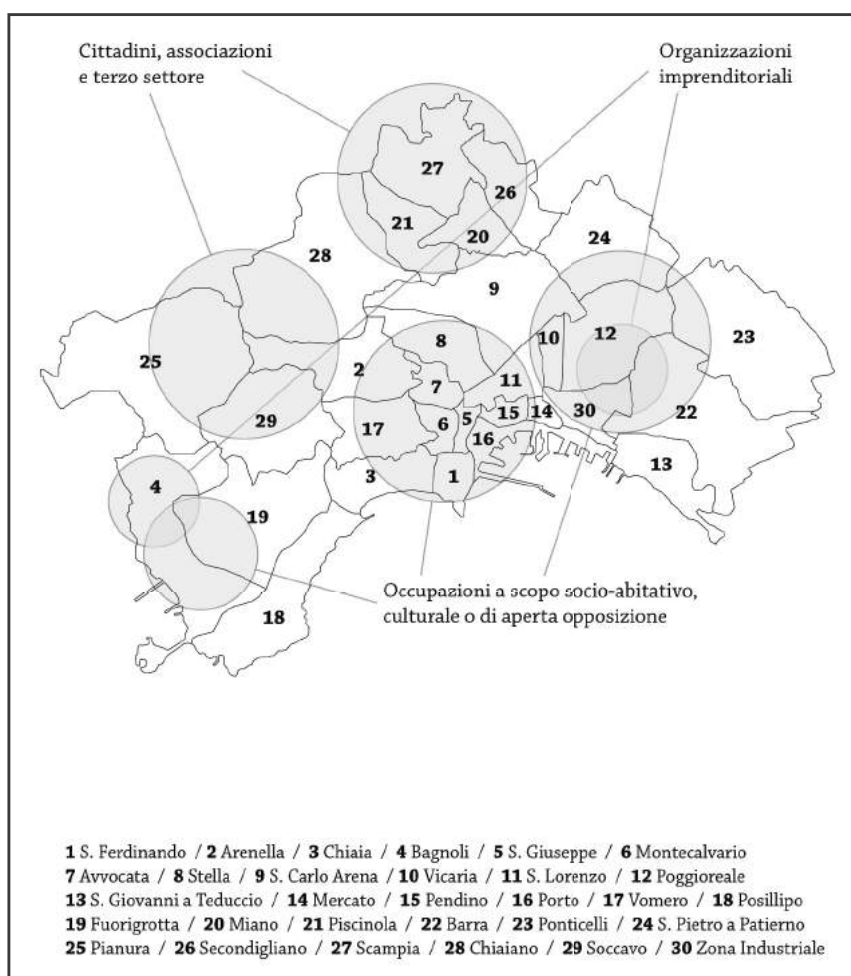 Cittadini, associazioni
e terzo settore
Organizzazioni
imprenditoriali
27
26
21
20
28
24
9
8
10
12
23
25
2
7
11
29
17
6
5
15
14
30
22
16
4
3
1
13
19
18
Occupazioni a scopo socio-abitativo,
culturale o di aperta opposizione
1 S. Ferdinando / 2 Arenella / 3 Chiaia / 4 Bagnoli / 5 S. Giuseppe / 6 Montecalvario
7 Avvocata / 8 Stella / 9 S. Carlo Arena / 10 Vicaria / 11 S. Lorenzo / 12 Poggioreale
13 S. Giovanni a Teduccio / 14 Mercato / 15 Pendino / 16 Porto / 17 Vomero / 18 Posillipo
19 Fuorigrotta / 20 Miano / 21 Piscinola / 22 Barra / 23 Ponticelli / 24 S. Pietro a Patierno
25 Pianura / 26 Secondigliano / 27 Scampia / 28 Chiaiano / 29 Soccavo / 30 Zona Industriale